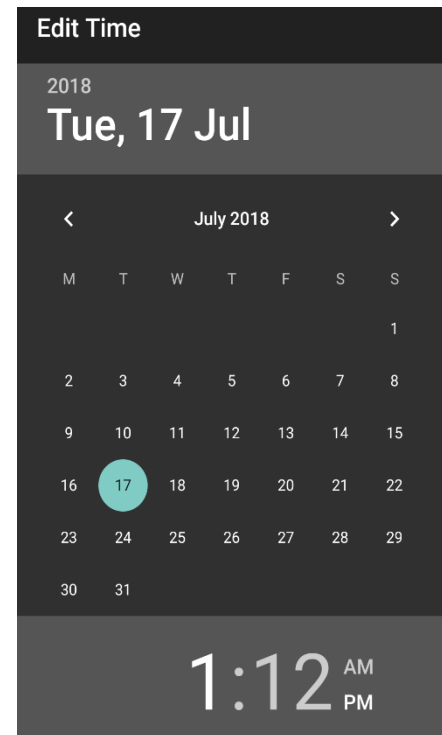 Edit Time
2018
Tue, 17 Jul
July 2018
M T W T F S S
1
2 3 4 5 6 7 8
9 10 11 12 13 14 15
16 17 18 19 20 21 22
23 24 25 26 27 28 29
30 31
1:12 AM
PM